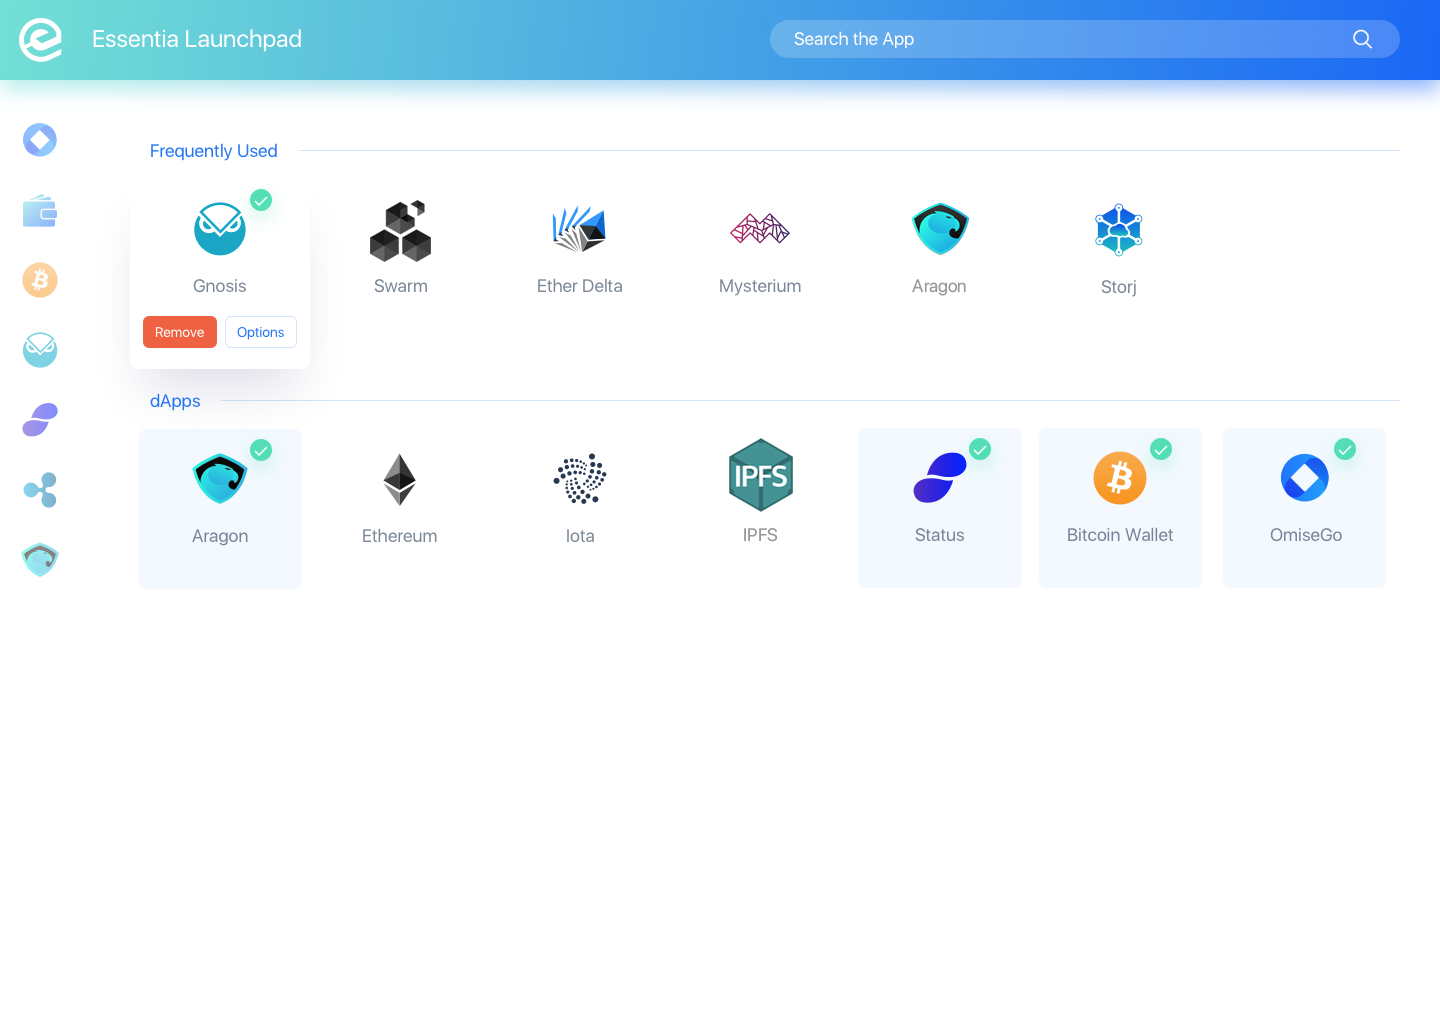 Essentia Launchpad
Search the App
Frequently Used
Gnosis
Swarm
Ether Delta
Mysterium
Aragon
Storj
Remove
Options
dApps
IPFS
Aragon
Ethereum
Iota
IPFS
Status
Bitcoin Wallet
OmiseGo